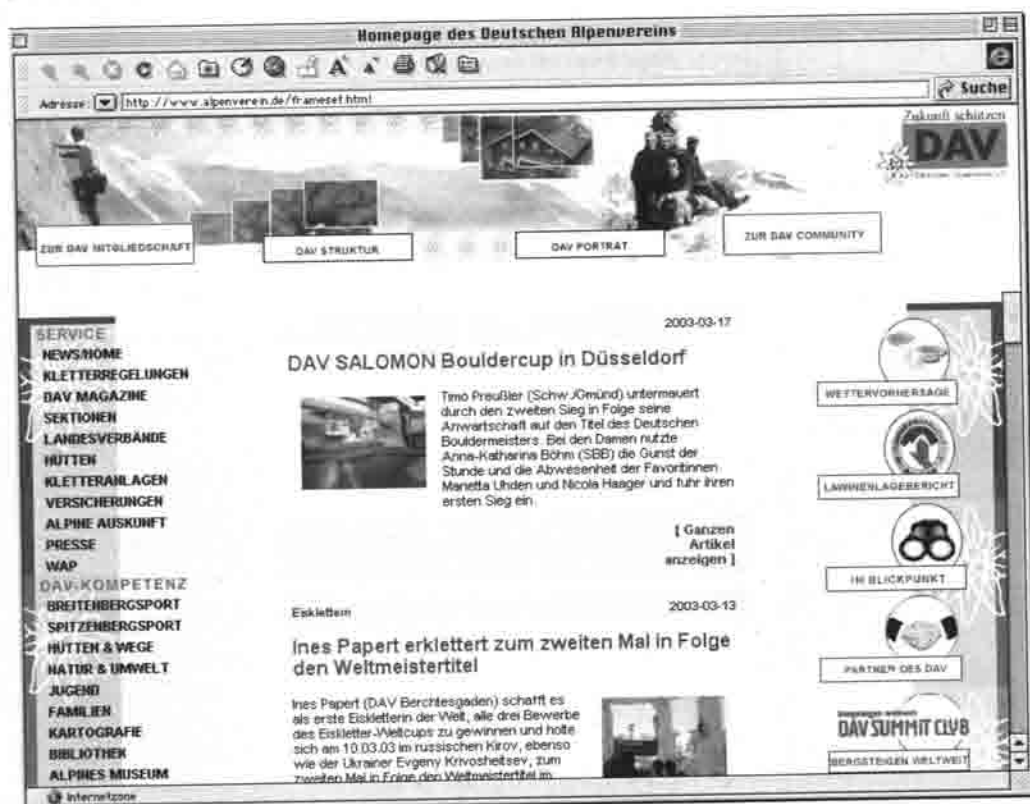 Homepage des Deutschen Alpenvereins
Adresse: http://www.alpenverein.de/frameset.html
Suche
Zukunft schützen
DAV
ZUR DAV MITGLIEDSCHAFT
DAV STRUKTUR
DAV PORTRAT
ZUR DAV COMMUNITY
SERVICE
NEWS/HOME
KLETTERREGELUNGEN
DAV MAGAZINE
SEKTIONEN
LANDESVERBÄNDE
HÜTTEN
KLETTERANLAGEN
VERSICHERUNGEN
ALPINE AUSKUNFT
PRESSE
WAP
DAV-KOMPETENZ
BREITENBERGSPORT
SPITZENBERGSPORT
HÜTTEN & WEGE
NATUR & UMWELT
JUGEND
FAMILIEN
KARTOGRAFIE
BIBLIOTHEK
ALPINES MUSEUM
2003-03-17
DAV SALOMON Bouldercup in Düsseldorf
Timo Preußler (Schw./Gmünd) untermauert
durch den zweiten Sieg in Folge seine
Anwartschaft auf den Titel des Deutschen
Bouldermeisters. Bei den Damen nutzte
Anna-Katharina Böhm (SBB) die Gunst der
Stunde und die Abwesenheit der Favoritinnen
Marietta Uhden und Nicola Haager und fuhr ihren
ersten Sieg ein.
[ Ganzen
Artikel
anzeigen ]
Eisklettern
2003-03-13
Ines Papert erklettert zum zweiten Mal in Folge
den Weltmeistertitel
Ines Papert (DAV Berchtesgaden) schafft es
als erste Eiskletterin der Welt, alle drei Bewerbe
des Eiskletter-Weltcups zu gewinnen und holte
sich am 10.03.03 im russischen Kirov, ebenso
wie der Ukrainer Evgeny Krivosheitsev, zum
zweiten Mal in Folge den Weltmeistertitel im
WETTERVORHERSAGE
LAWINENLAGEBERICHT
IM BLICKPUNKT
PARTNER DES DAV
DAV SUMMIT CLUB
BERGSTEIGEN WELTWEIT
Internetzone